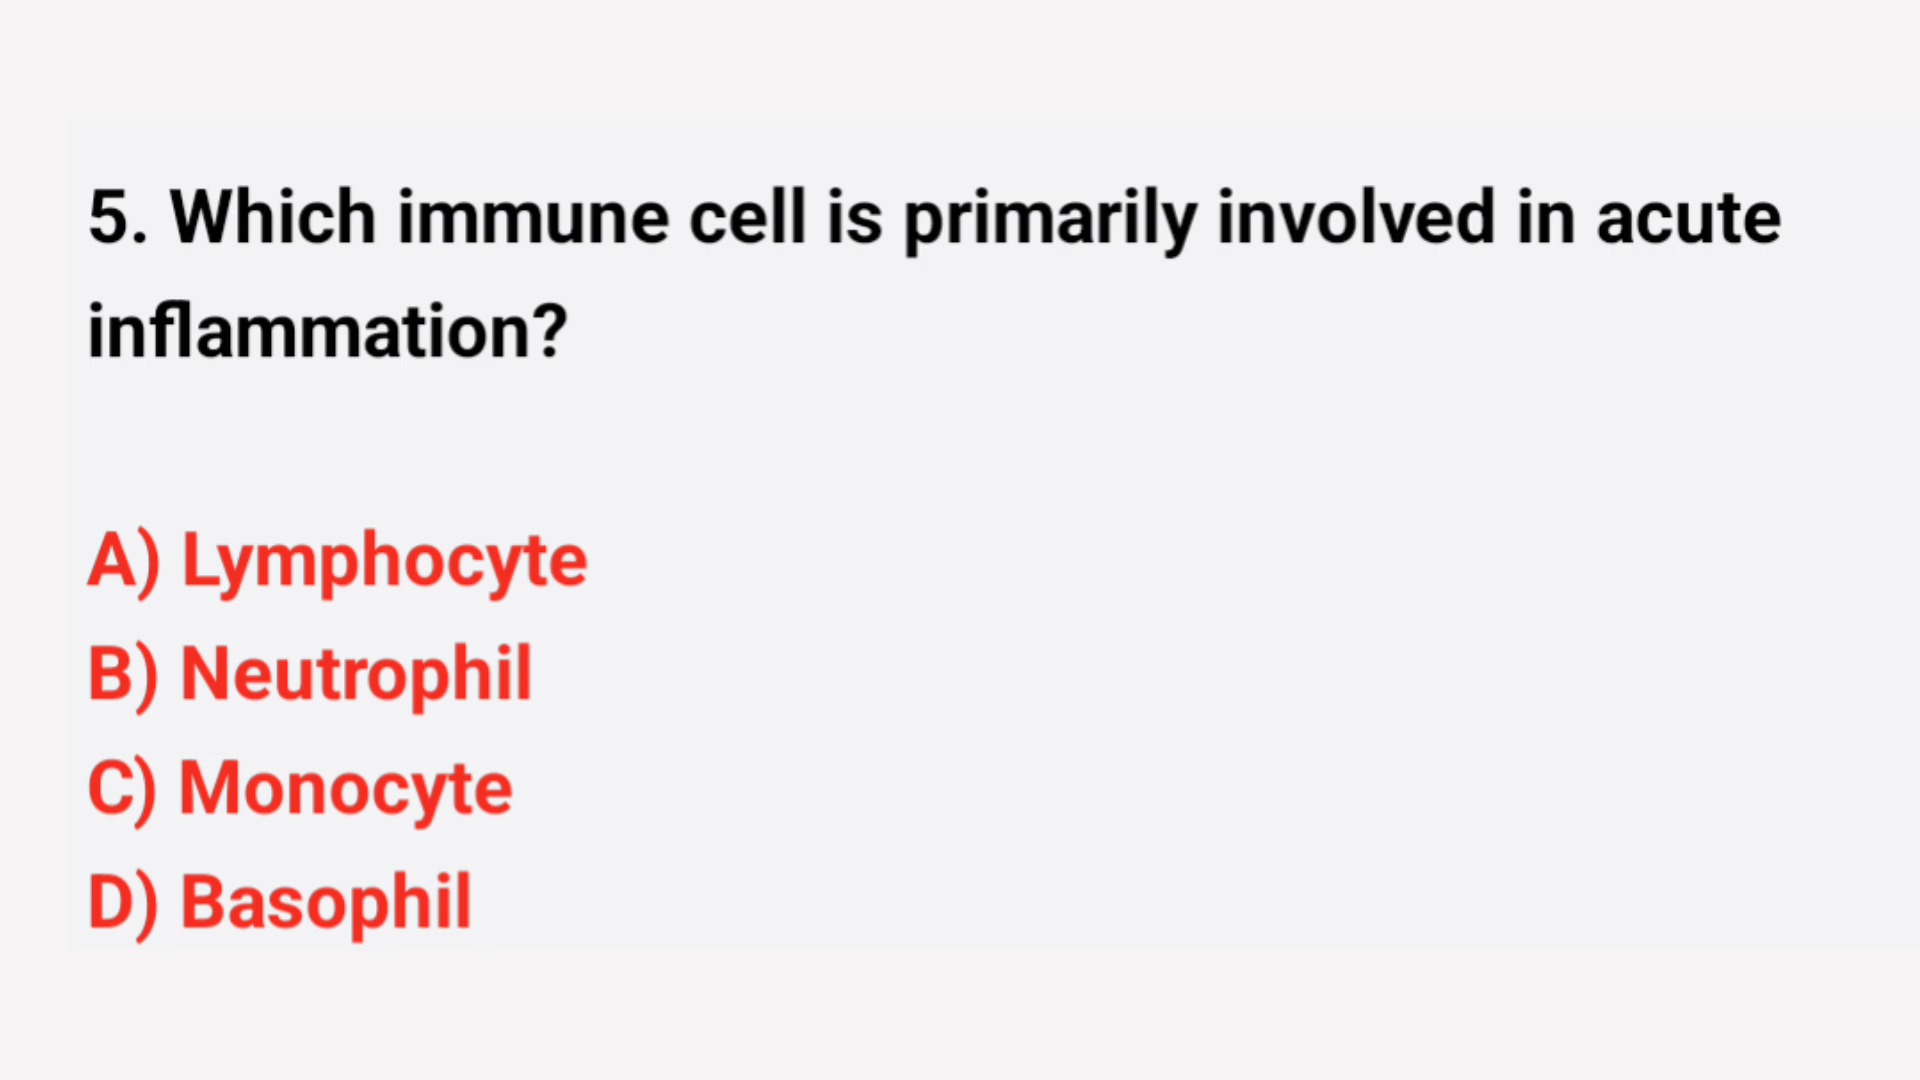 5. Which immune cell is primarily involved in acute
inflammation?
A) Lymphocyte
B) Neutrophil
C) Monocyte
D) Basophil